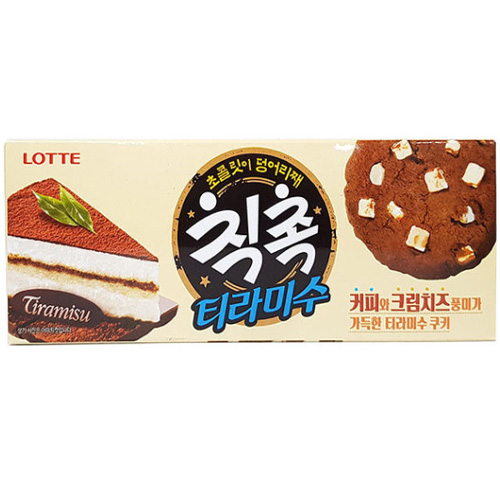 LOTTE
초콜릿이 덩어리째
칙촉
티라미수
Tiramisu
커피와 크림치즈 풍미가
가득한 티라미수 쿠키